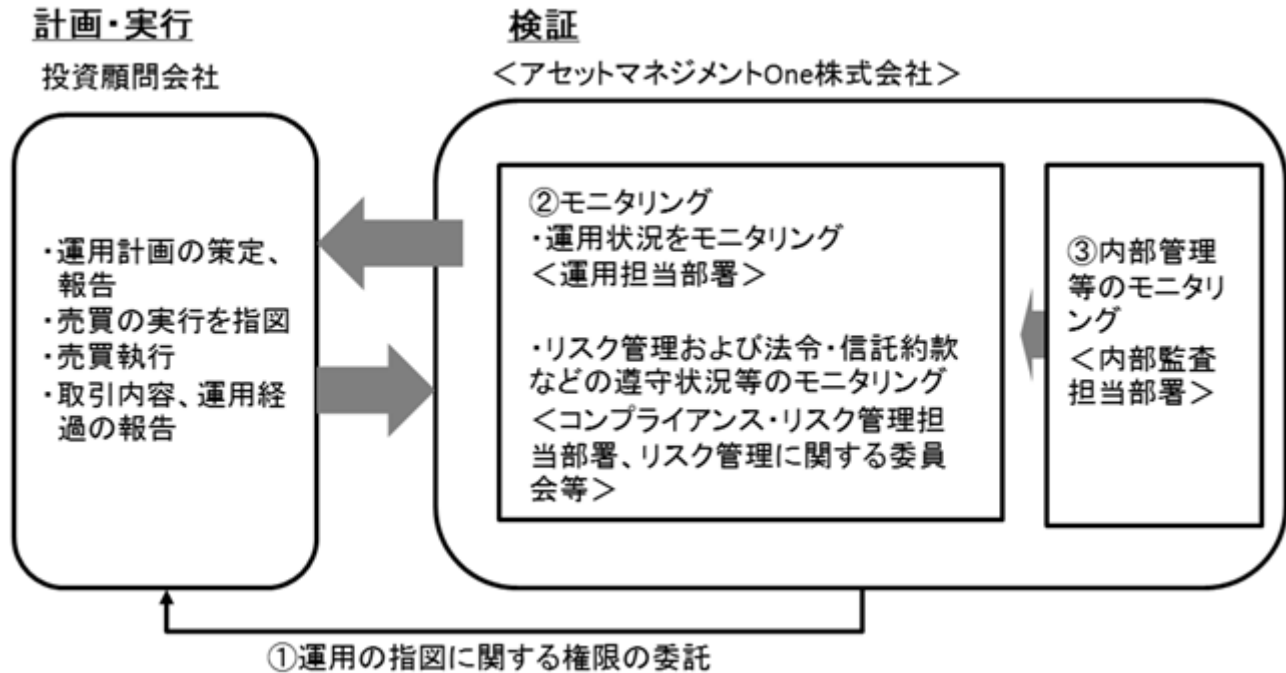 計画・実行
投資顧問会社
・運用計画の策定、
報告
・売買の実行を指図
・売買執行
・取引内容、運用経
過の報告
検証
＜アセットマネジメントOne株式会社＞
②モニタリング
・運用状況をモニタリング
＜運用担当部署＞
・リスク管理および法令・信託約款
などの遵守状況等のモニタリング
＜コンプライアンス・リスク管理担
当部署、リスク管理に関する委員
会等＞
③内部管理
等のモニタリ
ング
＜内部監査
担当部署＞
①運用の指図に関する権限の委託